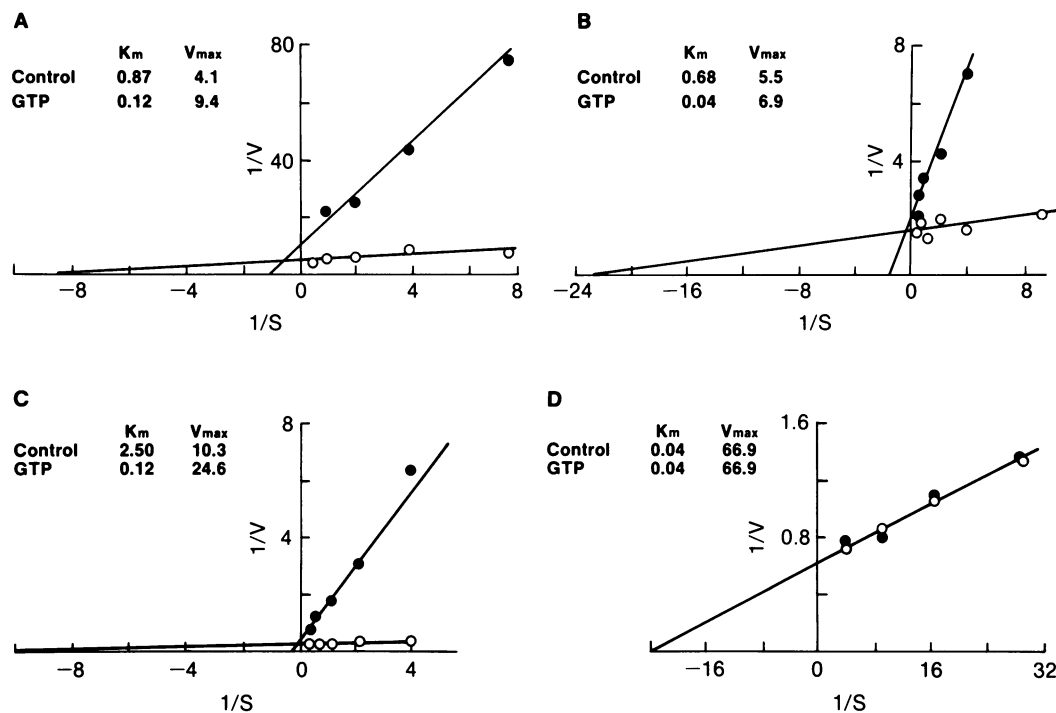 A
Km Vmax
Control 0.87 4.1
GTP 0.12 9.4
80
40
1/V
−8 −4 0 4 8
1/S
B
Km Vmax
Control 0.68 5.5
GTP 0.04 6.9
8
4
1/V
−24 −16 −8 0 8
1/S
C
Km Vmax
Control 2.50 10.3
GTP 0.12 24.6
8
4
1/V
−8 −4 0 4
1/S
D
Km Vmax
Control 0.04 66.9
GTP 0.04 66.9
1.6
0.8
1/V
−16 0 16 32
1/S